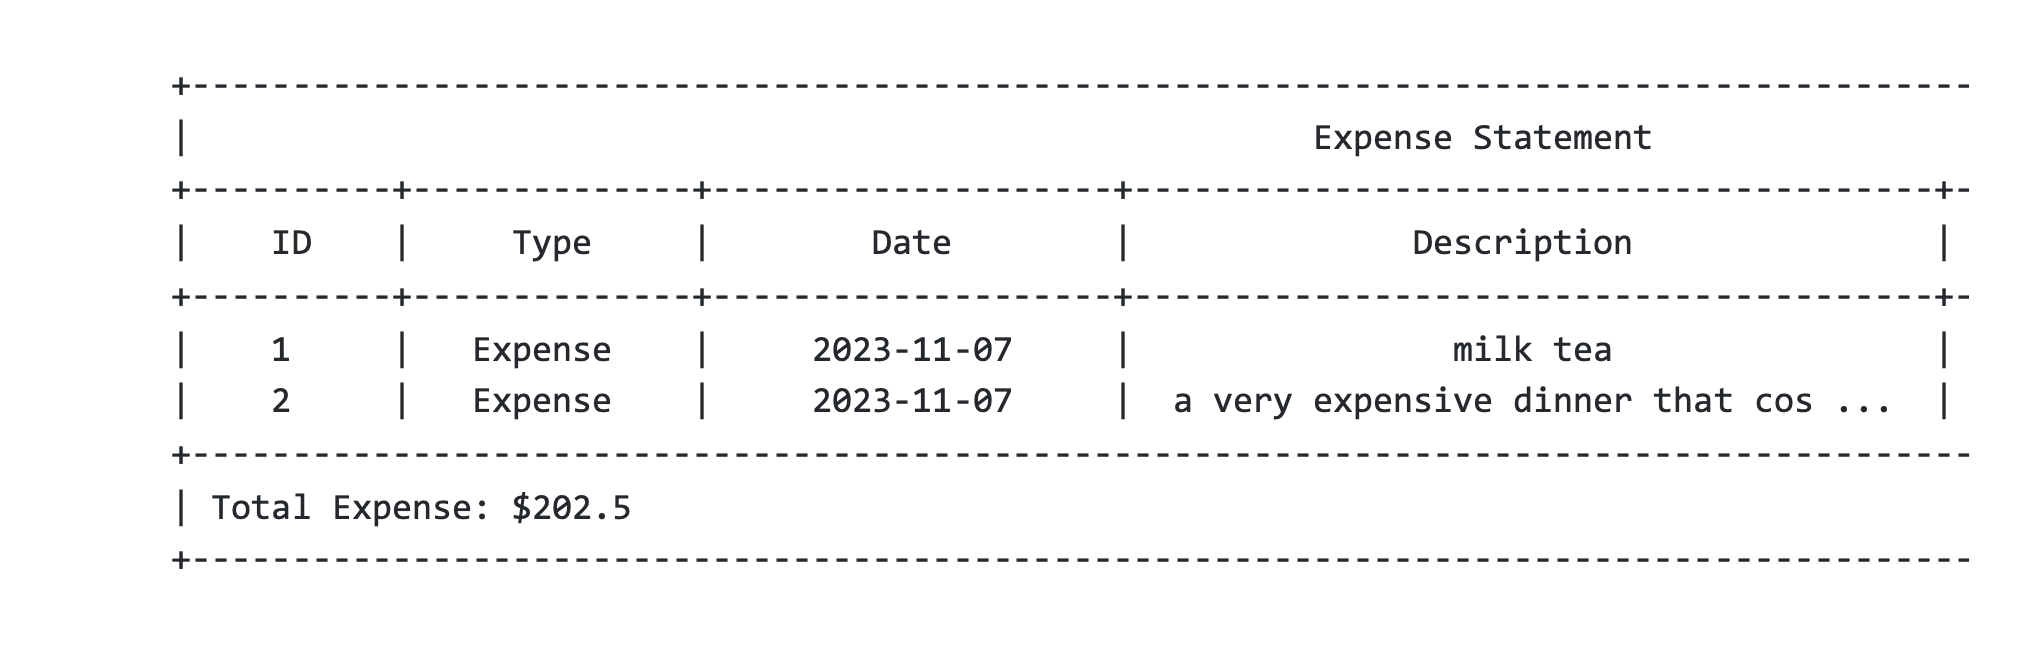 +-----------------------------------------------------------------------------------------
|                                                        Expense Statement
+----------+--------------+--------------------+----------------------------------------+-
|    ID    |     Type     |        Date        |              Description               |
+----------+--------------+--------------------+----------------------------------------+-
|    1     |   Expense    |     2023-11-07     |                milk tea                |
|    2     |   Expense    |     2023-11-07     |  a very expensive dinner that cos ...  |
+-----------------------------------------------------------------------------------------
| Total Expense: $202.5
+-----------------------------------------------------------------------------------------